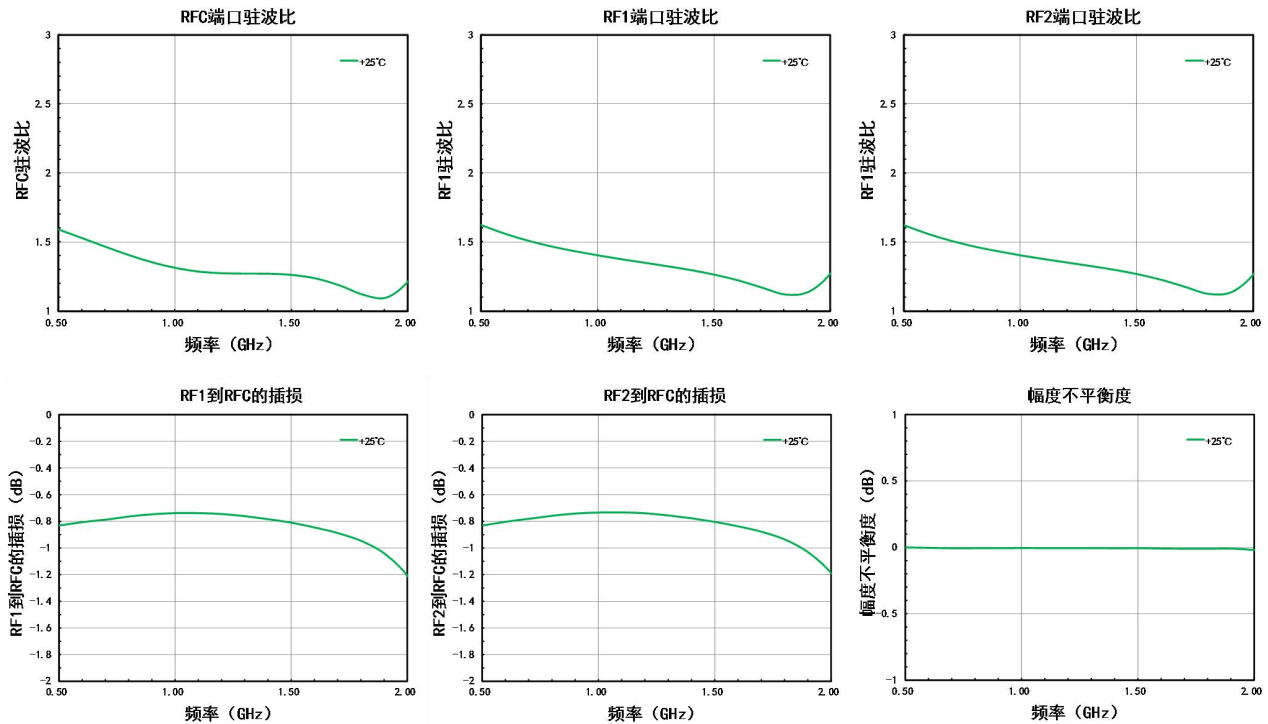 RFC端口驻波比
3
2.5
2
1.5
1
RFC驻波比
+25℃
0.50 1.00 1.50 2.00
频率（GHz）
RF1端口驻波比
3
2.5
2
1.5
1
RF1驻波比
+25℃
0.50 1.00 1.50 2.00
频率（GHz）
RF2端口驻波比
3
2.5
2
1.5
1
RF1驻波比
+25℃
0.50 1.00 1.50 2.00
频率（GHz）
RF1到RFC的插损
0
-0.2
-0.4
-0.6
-0.8
-1
-1.2
-1.4
-1.6
-1.8
-2
RF1到RFC的插损（dB）
+25℃
0.50 1.00 1.50 2.00
频率（GHz）
RF2到RFC的插损
0
-0.2
-0.4
-0.6
-0.8
-1
-1.2
-1.4
-1.6
-1.8
-2
RF2到RFC的插损（dB）
+25℃
0.50 1.00 1.50 2.00
频率（GHz）
幅度不平衡度
1
0.5
0
-0.5
-1
幅度不平衡度（dB）
+25℃
0.50 1.00 1.50 2.00
频率（GHz）